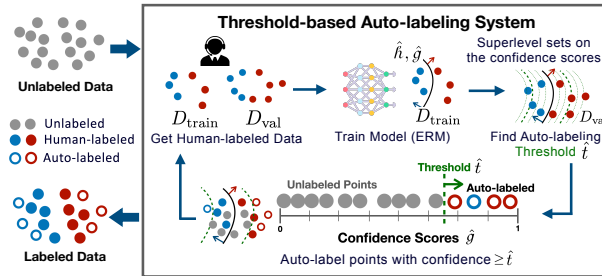 Threshold-based Auto-labeling System
Unlabeled Data
Unlabeled
Human-labeled
Auto-labeled
Labeled Data
D_train
D_val
Get Human-labeled Data
ĥ, ĝ
D_train
Train Model (ERM)
Superlevel sets on
the confidence scores
D_val
Find Auto-labeling
Threshold t̂
Threshold t̂
Unlabeled Points
Auto-labeled
0
1
Confidence Scores ĝ
Auto-label points with confidence ≥ t̂